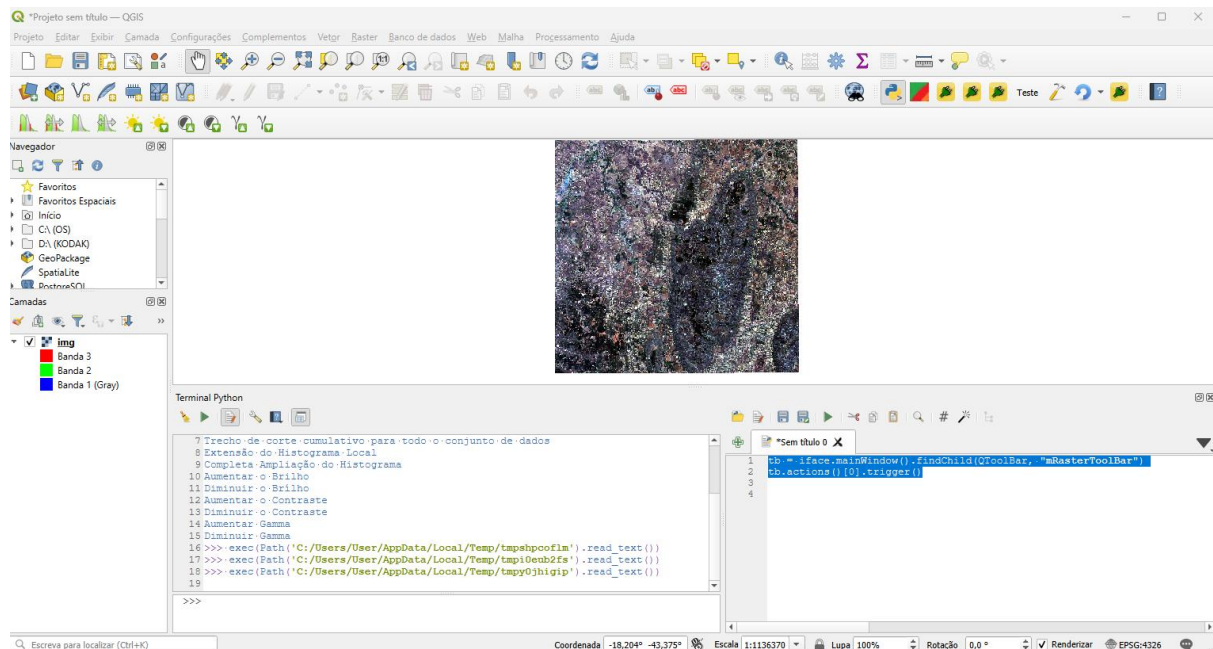 *Projeto sem título — QGIS
Projeto Editar Exibir Camada Configurações Complementos Vetor Raster Banco de dados Web Malha Processamento Ajuda
Teste
Navegador
Favoritos
Favoritos Espaciais
Início
C:\ (OS)
D:\ (KODAK)
GeoPackage
SpatiaLite
PostgreSQL
Camadas
img
Banda 3
Banda 2
Banda 1 (Gray)
Terminal Python
7 Trecho de corte cumulativo para todo o conjunto de dados
8 Extensão do Histograma Local
9 Completa Ampliação do Histograma
10 Aumentar o Brilho
11 Diminuir o Brilho
12 Aumentar o Contraste
13 Diminuir o Contraste
14 Aumentar Gamma
15 Diminuir Gamma
16 >>> exec(Path('C:/Users/User/AppData/Local/Temp/tmpshpcoflm').read_text())
17 >>> exec(Path('C:/Users/User/AppData/Local/Temp/tmpi0eub2fs').read_text())
18 >>> exec(Path('C:/Users/User/AppData/Local/Temp/tmpy0jhigip').read_text())
19
>>>
*Sem título 0
1 tb = iface.mainWindow().findChild(QToolBar, "mRasterToolBar")
2 tb.actions()[0].trigger()
3
4
Escreva para localizar (Ctrl+K)
Coordenada -18,204° -43,375° Escala 1:1136370 Lupa 100% Rotação 0,0 ° Renderizar EPSG:4326